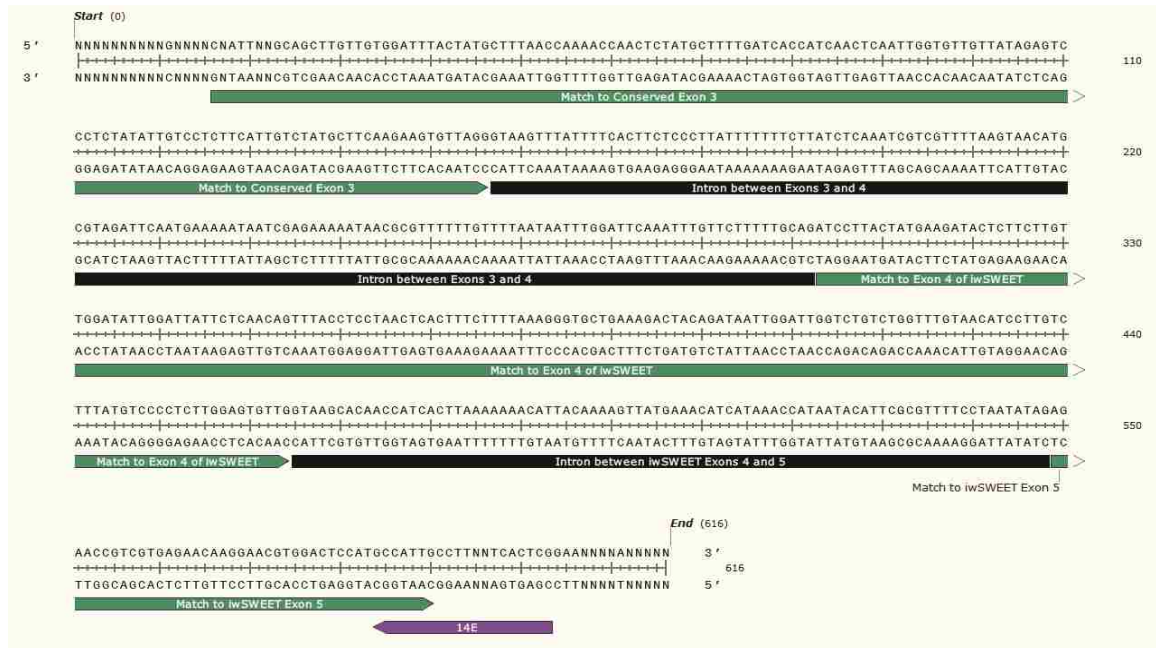 Start (0)
5 ' NNNNNNNNNNGNNNNCNATTNNGCAGCTTGTTGTGGATTTACTATGCTTTAACCAAAACCAACTCTATGCTTTTGATCACCATCAACTCAATTGGTGTTGTTATAGAGTC
110
3 ' NNNNNNNNNNCNNNNGNTAANNCGTCGAACAACACCTAAATGATACGAAATTGGTTTTGGTTGAGATACGAAAACTAGTGGTAGTTGAGTTAACCACAACAATATCTCAG
Match to Conserved Exon 3
CCTCTATATTGTCCTCTTCATTGTCTATGCTTCAAGAAGTGTTAGGGTAAGTTTATTTTCACTTCTCCCTTATTTTTTTCTTATCTCAAATCGTCGTTTTAAGTAACATG
220
GGAGATATAACAGGAGAAGTAACAGATACGAAGTTCTTCACAATCCCATTCAAATAAAAGTGAAGAGGGAATAAAAAAAGAATAGAGTTTAGCAGCAAAATTCATTGTAC
Match to Conserved Exon 3 Intron between Exons 3 and 4
CGTAGATTCAATGAAAAATAATCGAGAAAAATAACGCGTTTTTTGTTTTAATAATTTGGATTCAAATTTGTTCTTTTTGCAGATCCTTACTATGAAGATACTCTTCTTGT
330
GCATCTAAGTTACTTTTTATTAGCTCTTTTTATTGCGCAAAAAACAAAATTATTAAACCTAAGTTTAAACAAGAAAAACGTCTAGGAATGATACTTCTATGAGAAGAACA
Intron between Exons 3 and 4 Match to Exon 4 of iwSWEET
TGGATATTGGATTATTCTCAACAGTTTACCTCCTAACTCACTTTCTTTTAAAGGGTGCTGAAAGACTACAGATAATTGGATTGGTCTGTCTGGTTTGTAACATCCTTGTC
440
ACCTATAACCTAATAAGAGTTGTCAAATGGAGGATTGAGTGAAAGAAAATTTCCCACGACTTTCTGATGTCTATTAACCTAACCAGACAGACCAAACATTGTAGGAACAG
Match to Exon 4 of iwSWEET
TTTATGTCCCCTCTTGGAGTGTTGGTAAGCACAACCATCACTTAAAAAAACATTACAAAAGTTATGAAACATCATAAACCATAATACATTCGCGTTTTCCTAATATAGAG
550
AAATACAGGGGAGAACCTCACAACCATTCGTGTTGGTAGTGAATTTTTTTGTAATGTTTTCAATACTTTGTAGTATTTGGTATTATGTAAGCGCAAAAGGATTATATCTC
Match to Exon 4 of iwSWEET Intron between iwSWEET Exons 4 and 5
Match to iwSWEET Exon 5
End (616)
AACCGTCGTGAGAACAAGGAACGTGGACTCCATGCCATTGCCTTNNTCACTCGGAANNNNANNNNN 3 '
616
TTGGCAGCACTCTTGTTCCTTGCACCTGAGGTACGGTAACGGAANNAGTGAGCCTTNNNNTNNNNN 5 '
Match to iwSWEET Exon 5
14E